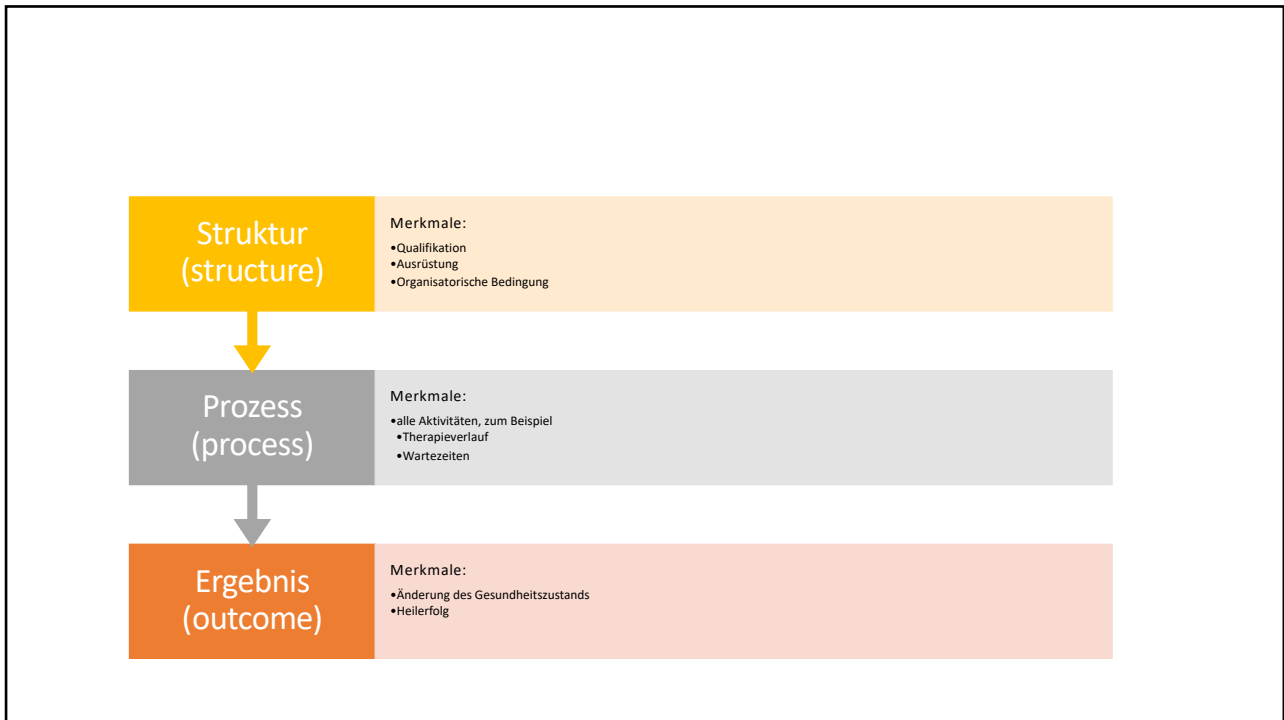 Struktur
(structure)
Merkmale:
•Qualifikation
•Ausrüstung
•Organisatorische Bedingung
Prozess
(process)
Merkmale:
•alle Aktivitäten, zum Beispiel
•Therapieverlauf
•Wartezeiten
Ergebnis
(outcome)
Merkmale:
•Änderung des Gesundheitszustands
•Heilerfolg